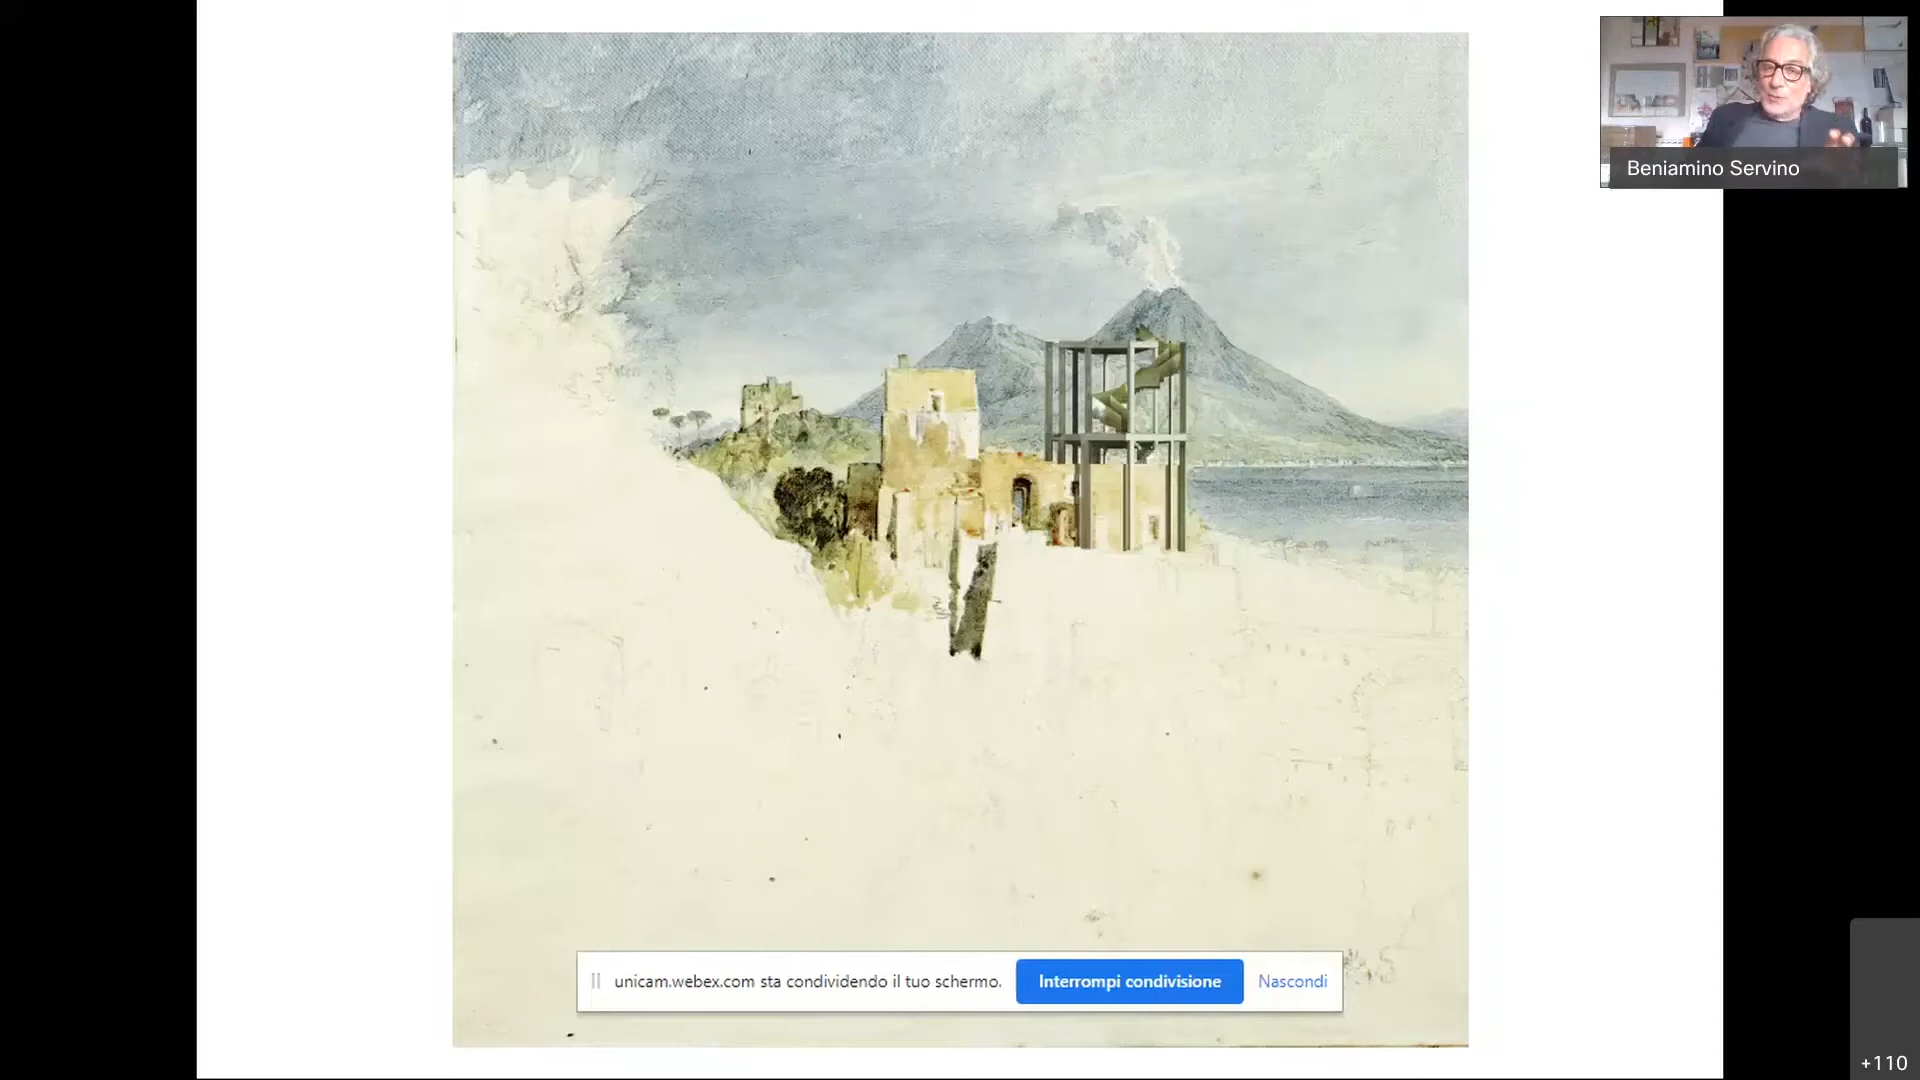 Beniamino Servino
unicam.webex.com sta condividendo il tuo schermo. Interrompi condivisione Nascondi
+110